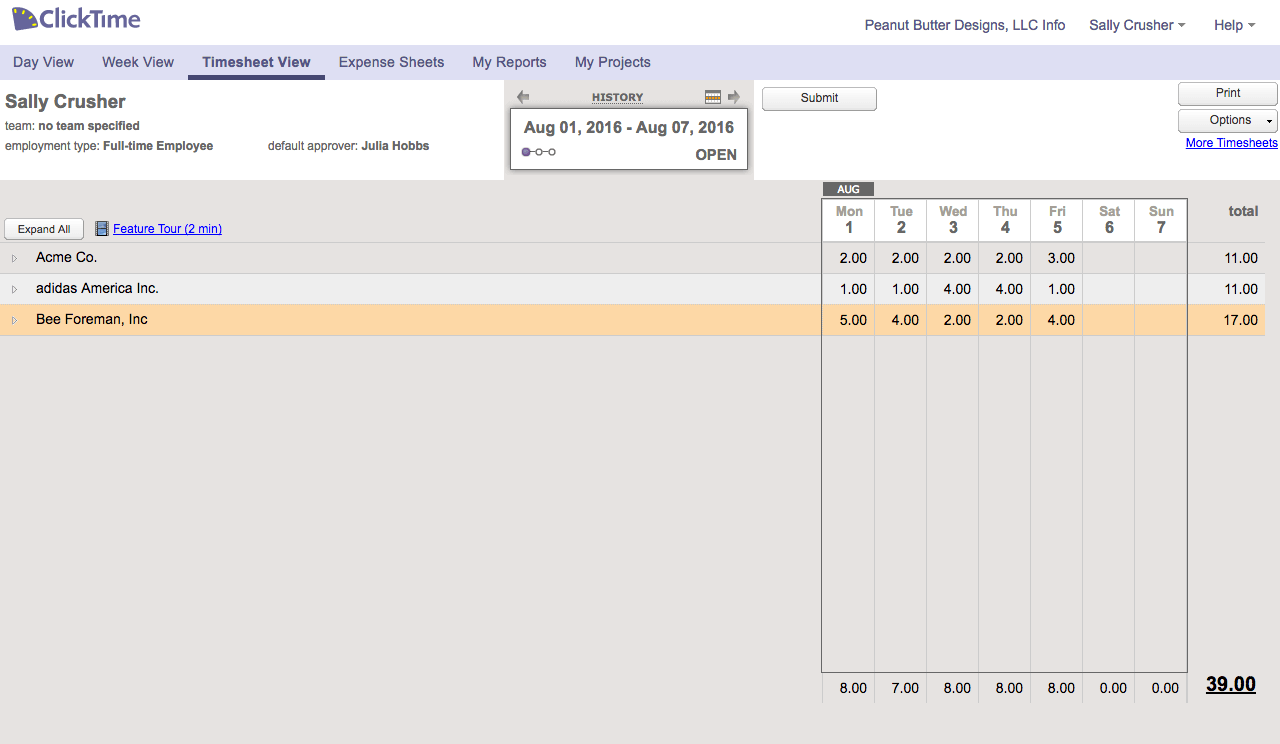 ClickTime
Peanut Butter Designs, LLC Info Sally Crusher Help
Day View Week View Timesheet View Expense Sheets My Reports My Projects
Sally Crusher
team: no team specified
employment type: Full-time Employee default approver: Julia Hobbs
HISTORY
Aug 01, 2016 - Aug 07, 2016
OPEN
Submit
Print
Options
More Timesheets
AUG
Mon Tue Wed Thu Fri Sat Sun total
1 2 3 4 5 6 7
Expand All Feature Tour (2 min)
Acme Co. 2.00 2.00 2.00 2.00 3.00 11.00
adidas America Inc. 1.00 1.00 4.00 4.00 1.00 11.00
Bee Foreman, Inc 5.00 4.00 2.00 2.00 4.00 17.00
8.00 7.00 8.00 8.00 8.00 0.00 0.00 39.00